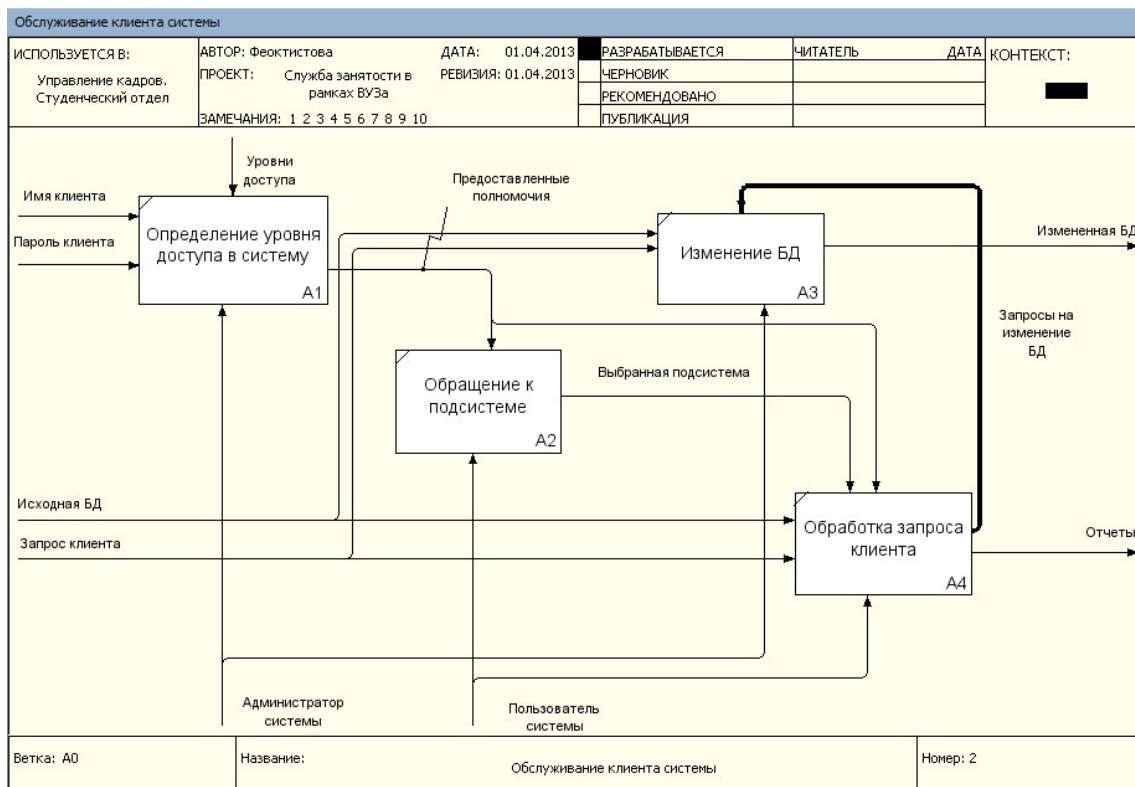 Обслуживание клиента системы
ИСПОЛЬЗУЕТСЯ В:
Управление кадров.
Студенческий отдел
АВТОР: Феоктистова
ДАТА: 01.04.2013
ПРОЕКТ: Служба занятости в
рамках ВУЗа
РЕВИЗИЯ: 01.04.2013
ЗАМЕЧАНИЯ: 1 2 3 4 5 6 7 8 9 10
РАЗРАБАТЫВАЕТСЯ
ЧЕРНОВИК
РЕКОМЕНДОВАНО
ПУБЛИКАЦИЯ
ЧИТАТЕЛЬ
ДАТА
КОНТЕКСТ:
Уровни
доступа
Предоставленные
полномочия
Имя клиента
Пароль клиента
Определение уровня
доступа в систему
A1
Изменение БД
A3
Измененная БД
Запросы на
изменение
БД
Обращение к
подсистеме
A2
Выбранная подсистема
Исходная БД
Запрос клиента
Обработка запроса
клиента
A4
Отчеты
Администратор
системы
Пользователь
системы
Ветка: A0
Название:
Обслуживание клиента системы
Номер: 2